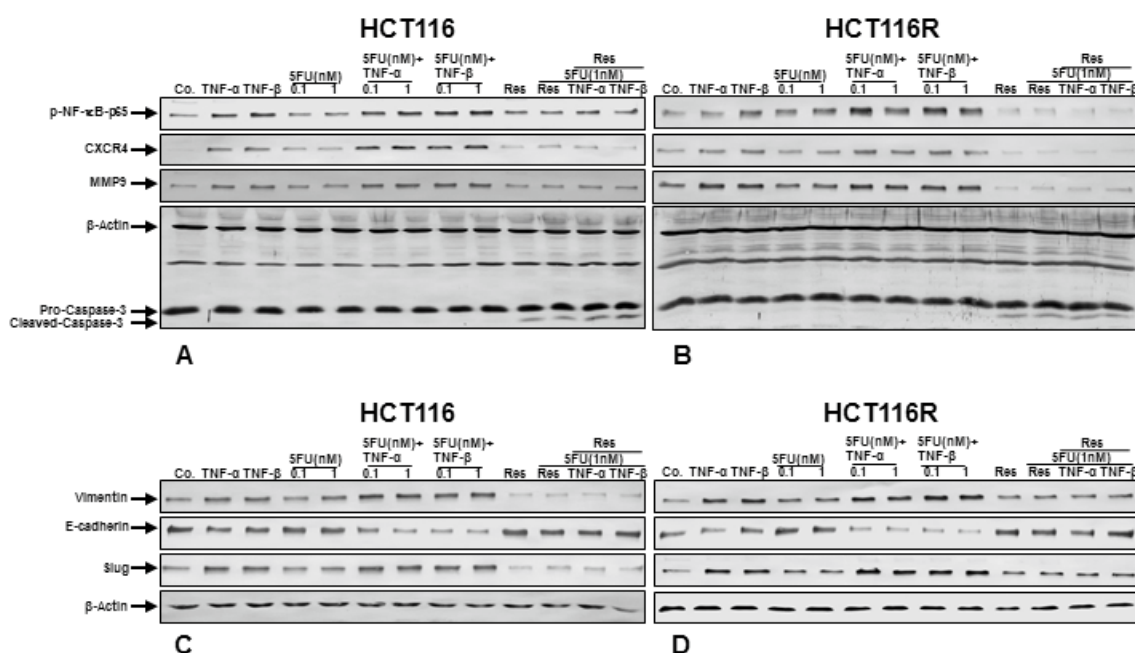 HCT116
HCT116R
5FU(nM)+ 5FU(nM)+ Res
5FU(nM) TNF-α TNF-β 5FU(1nM)
Co. TNF-α TNF-β 0.1 1 0.1 1 0.1 1 Res Res TNF-α TNF-β
5FU(nM)+ 5FU(nM)+ Res
5FU(nM) TNF-α TNF-β 5FU(1nM)
Co. TNF-α TNF-β 0.1 1 0.1 1 0.1 1 Res Res TNF-α TNF-β
p-NF-κB-p65
CXCR4
MMP9
β-Actin
Pro-Caspase-3
Cleaved-Caspase-3
A
B
HCT116
HCT116R
5FU(nM)+ 5FU(nM)+ Res
5FU(nM) TNF-α TNF-β 5FU(1nM)
Co. TNF-α TNF-β 0.1 1 0.1 1 0.1 1 Res Res TNF-α TNF-β
5FU(nM)+ 5FU(nM)+ Res
5FU(nM) TNF-α TNF-β 5FU(1nM)
Co. TNF-α TNF-β 0.1 1 0.1 1 0.1 1 Res Res TNF-α TNF-β
Vimentin
E-cadherin
Slug
β-Actin
C
D